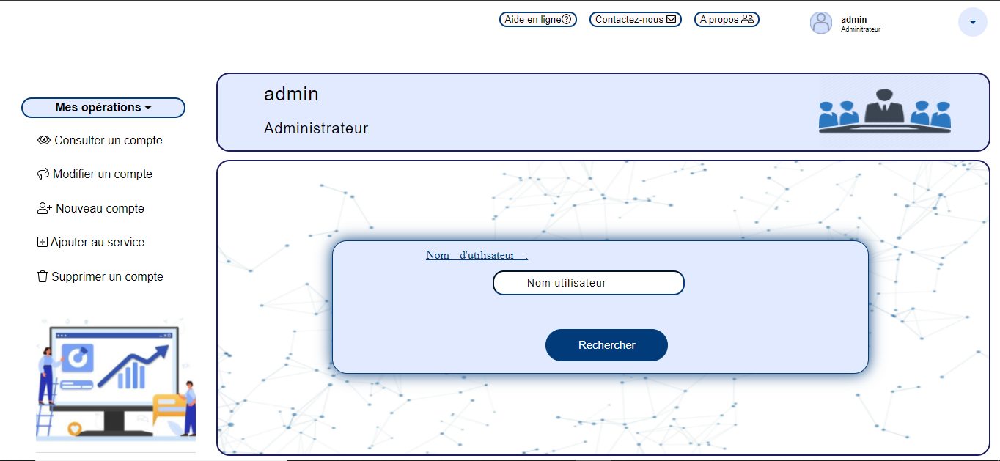 Aide en ligne
Contactez-nous
A propos
admin
Adminitrateur
Mes opérations
Consulter un compte
Modifier un compte
Nouveau compte
Ajouter au service
Supprimer un compte
admin
Administrateur
Nom d'utilisateur :
Nom utilisateur
Rechercher